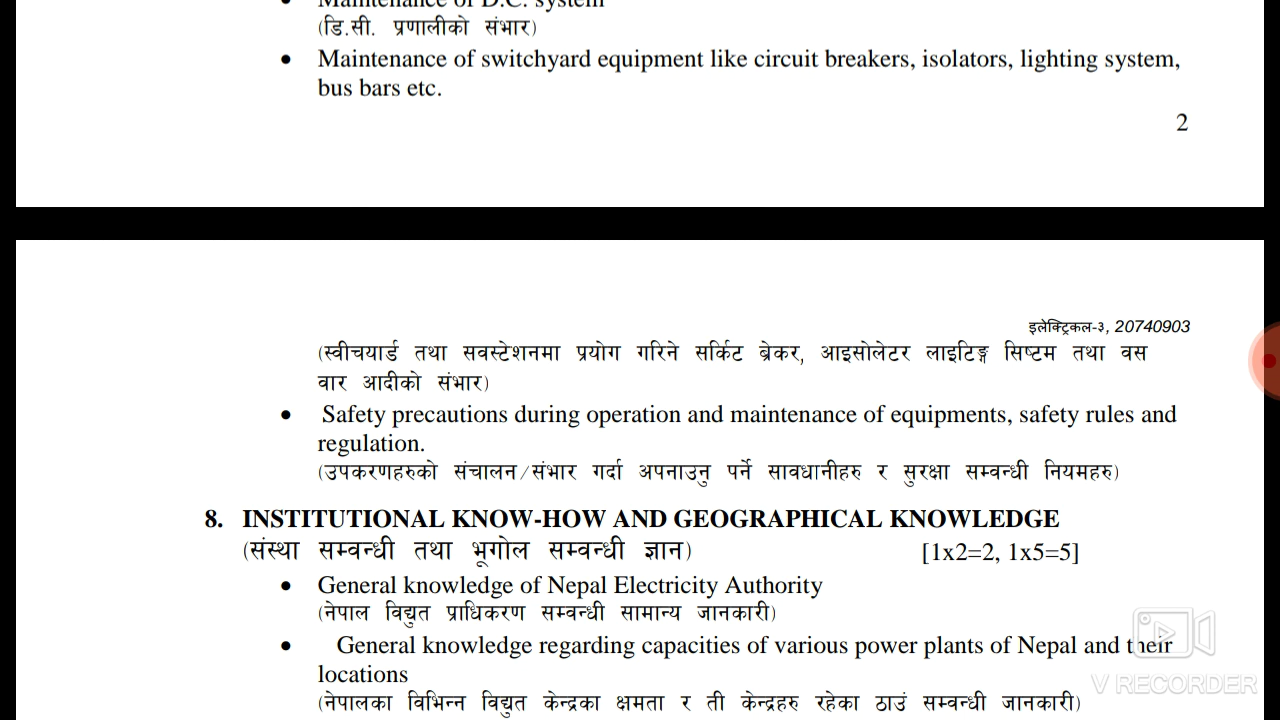 • Maintenance of D.C. system
(डि.सी. प्रणालीको संभार)
• Maintenance of switchyard equipment like circuit breakers, isolators, lighting system,
bus bars etc.
2
इलेक्ट्रिकल-३, 20740903
(स्वीचयार्ड तथा सवस्टेशनमा प्रयोग गरिने सर्किट ब्रेकर, आइसोलेटर लाइटिङ्ग सिष्टम तथा वस
वार आदीको संभार)
• Safety precautions during operation and maintenance of equipments, safety rules and
regulation.
(उपकरणहरुको संचालन/संभार गर्दा अपनाउनु पर्ने सावधानीहरु र सुरक्षा सम्वन्धी नियमहरु)
8. INSTITUTIONAL KNOW-HOW AND GEOGRAPHICAL KNOWLEDGE
(संस्था सम्वन्धी तथा भूगोल सम्वन्धी ज्ञान) [1x2=2, 1x5=5]
• General knowledge of Nepal Electricity Authority
(नेपाल विद्युत प्राधिकरण सम्वन्धी सामान्य जानकारी)
• General knowledge regarding capacities of various power plants of Nepal and their
locations
(नेपालका विभिन्न विद्युत केन्द्रका क्षमता र ती केन्द्रहरु रहेका ठाउं सम्वन्धी जानकारी)
V RECORDER